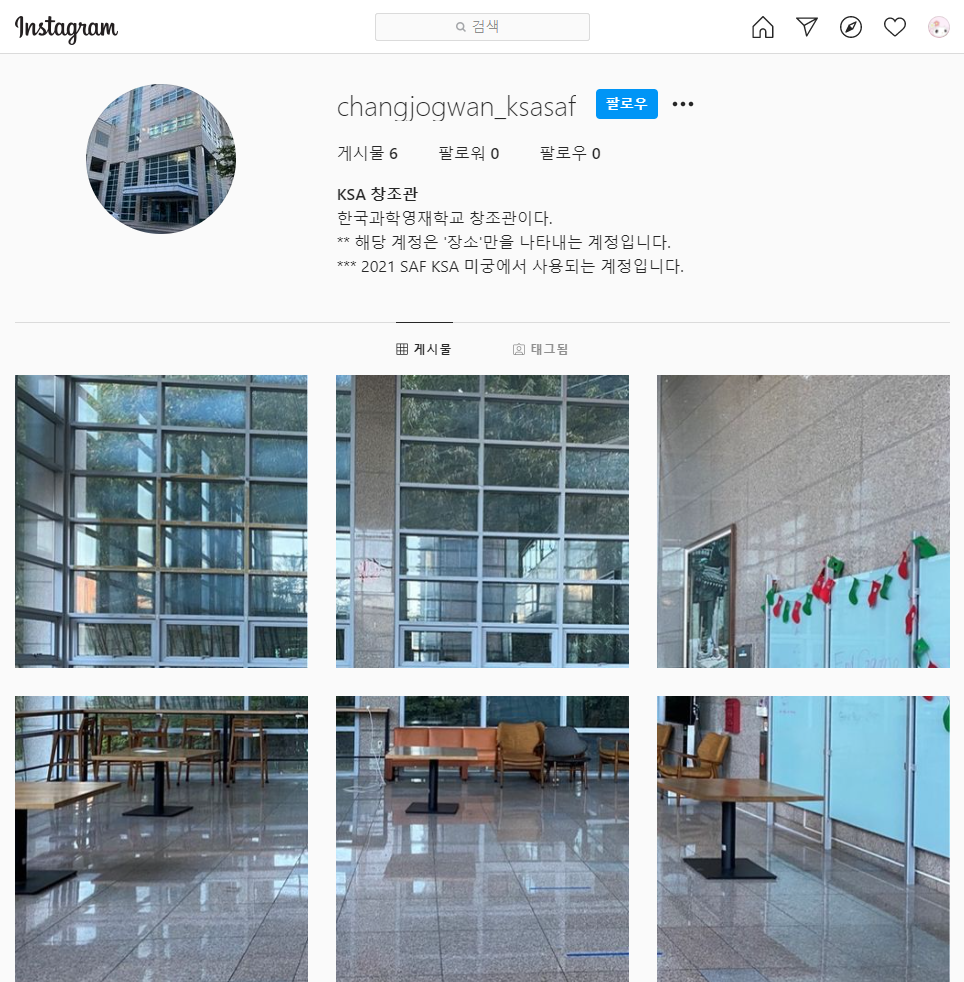 Instagram
검색
changjogwan_ksasaf
팔로우
게시물 6 팔로워 0 팔로우 0
KSA 창조관
한국과학영재학교 창조관이다.
** 해당 계정은 '장소'만을 나타내는 계정입니다.
*** 2021 SAF KSA 미궁에서 사용되는 계정입니다.
게시물 태그됨